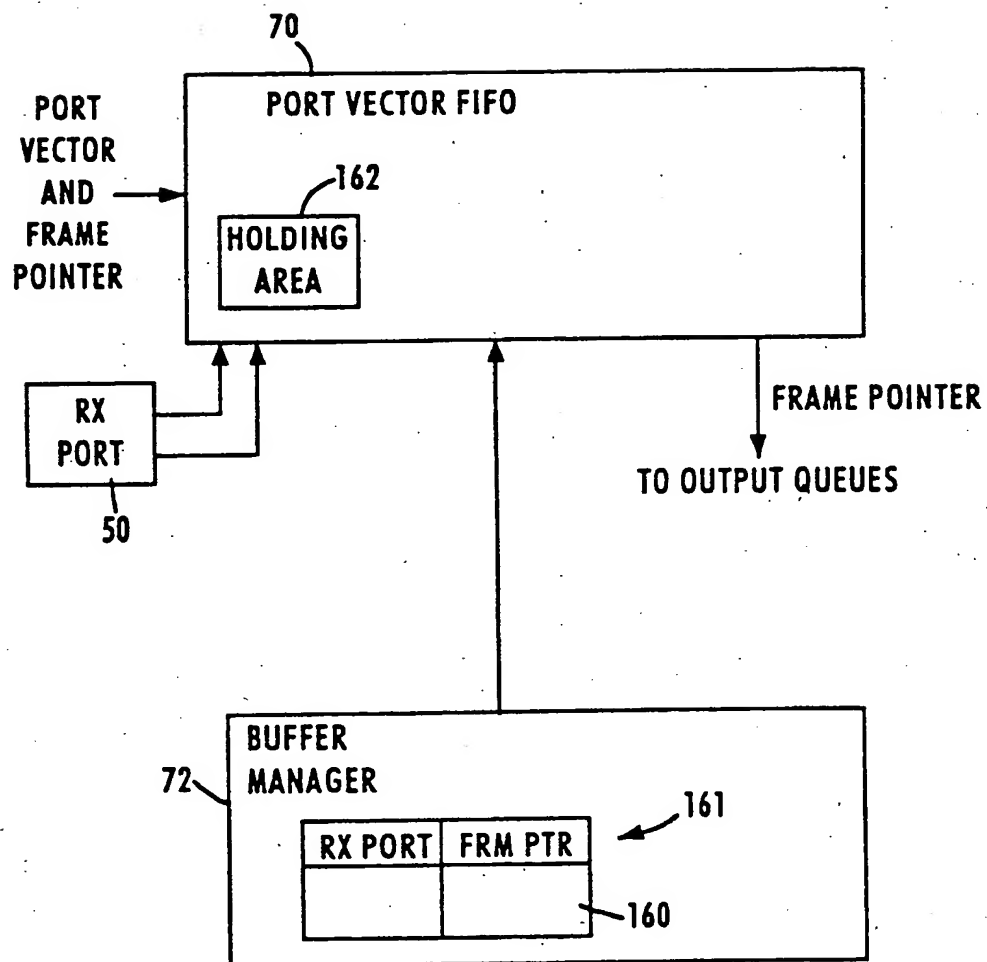 70
PORT VECTOR FIFO
PORT
VECTOR
AND
FRAME
POINTER
162
HOLDING
AREA
RX
PORT
50
FRAME POINTER
TO OUTPUT QUEUES
BUFFER
MANAGER
72
161
RX PORT FRM PTR
160